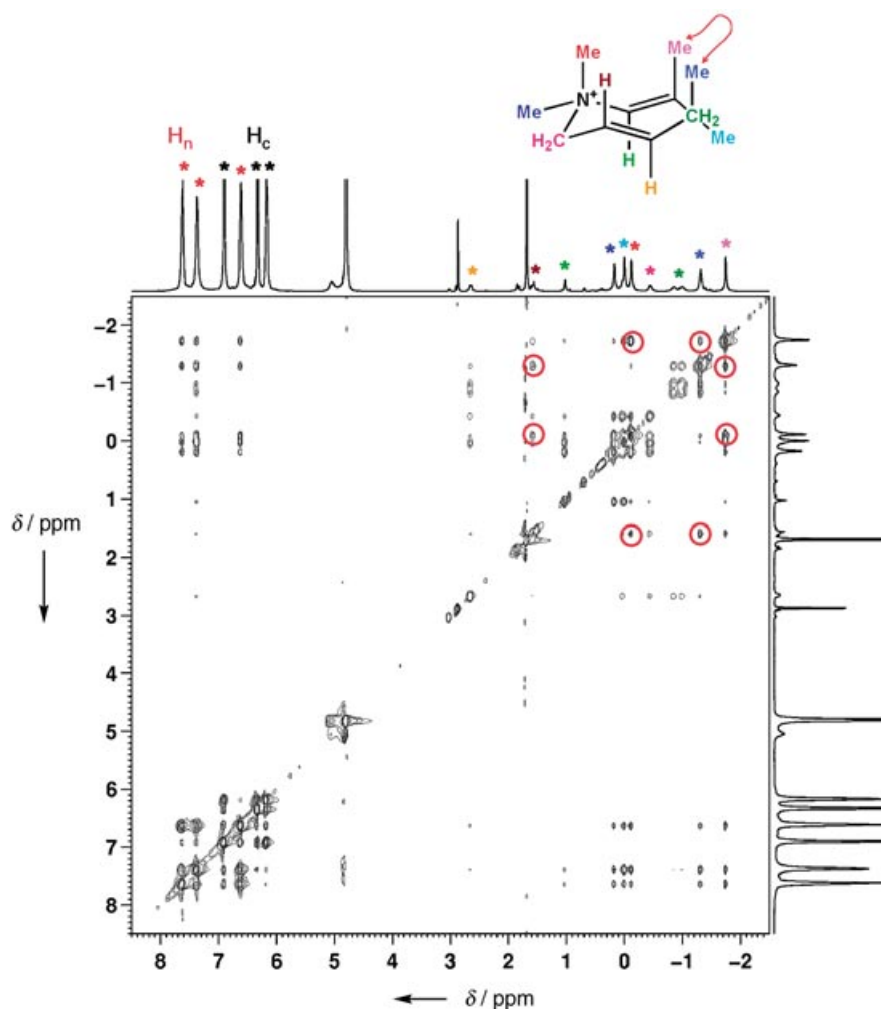 Me
Me
H
Me
Me
N+
CH2
H2C
Me
H
H
Hn
Hc
* * * * * *
* * * * * * * * * *
−2
−1
0
1
2
3
4
5
6
7
8
δ / ppm
8 7 6 5 4 3 2 1 0 −1 −2
δ / ppm